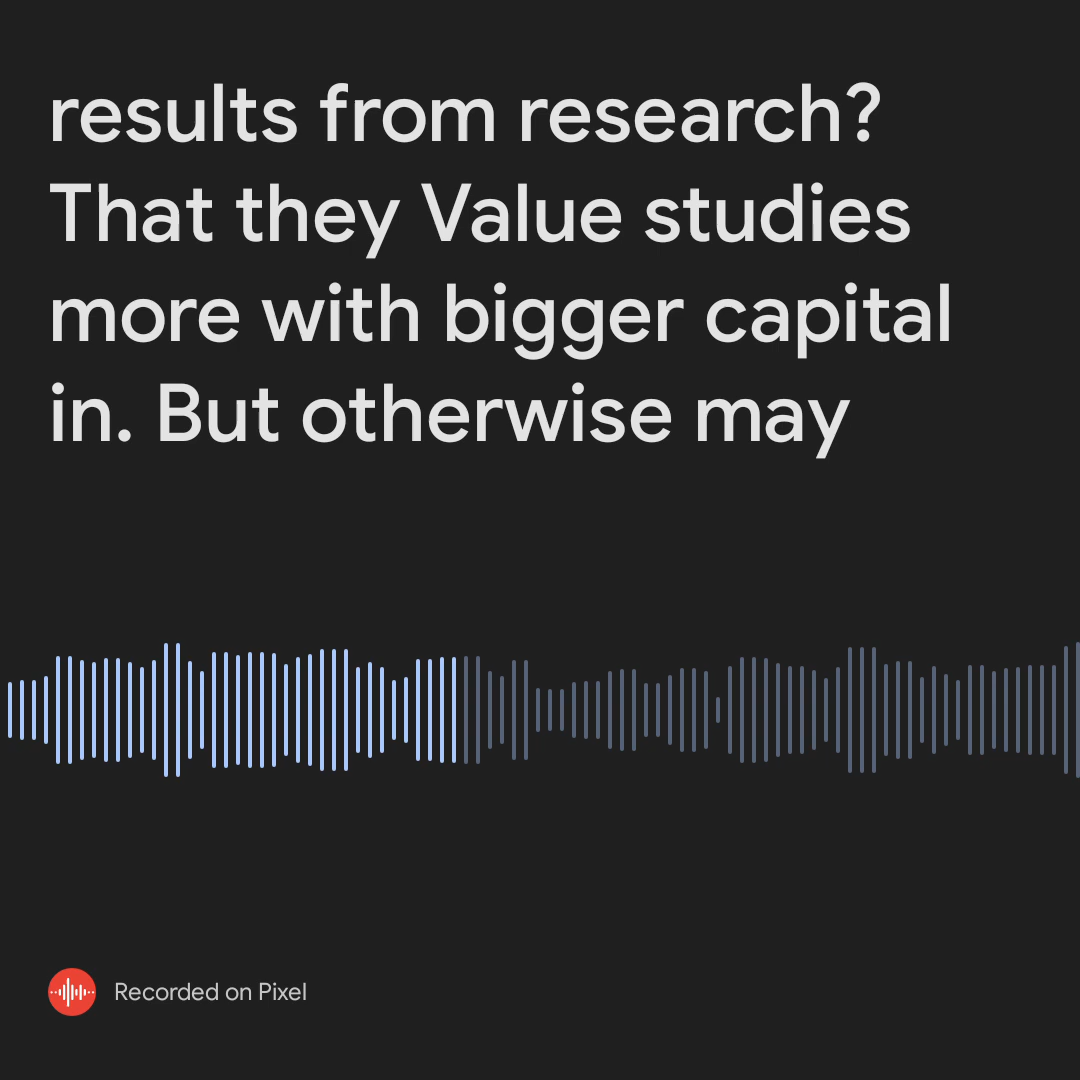 results from research?
That they Value studies
more with bigger capital
in. But otherwise may
Recorded on Pixel